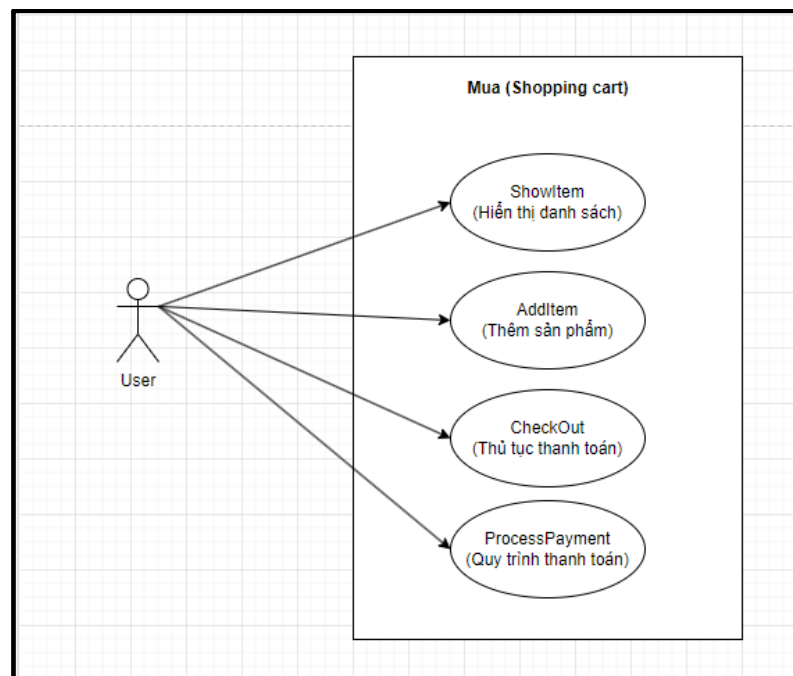 Mua (Shopping cart)
ShowItem
(Hiển thị danh sách)
AddItem
(Thêm sản phẩm)
User
CheckOut
(Thủ tục thanh toán)
ProcessPayment
(Quy trình thanh toán)